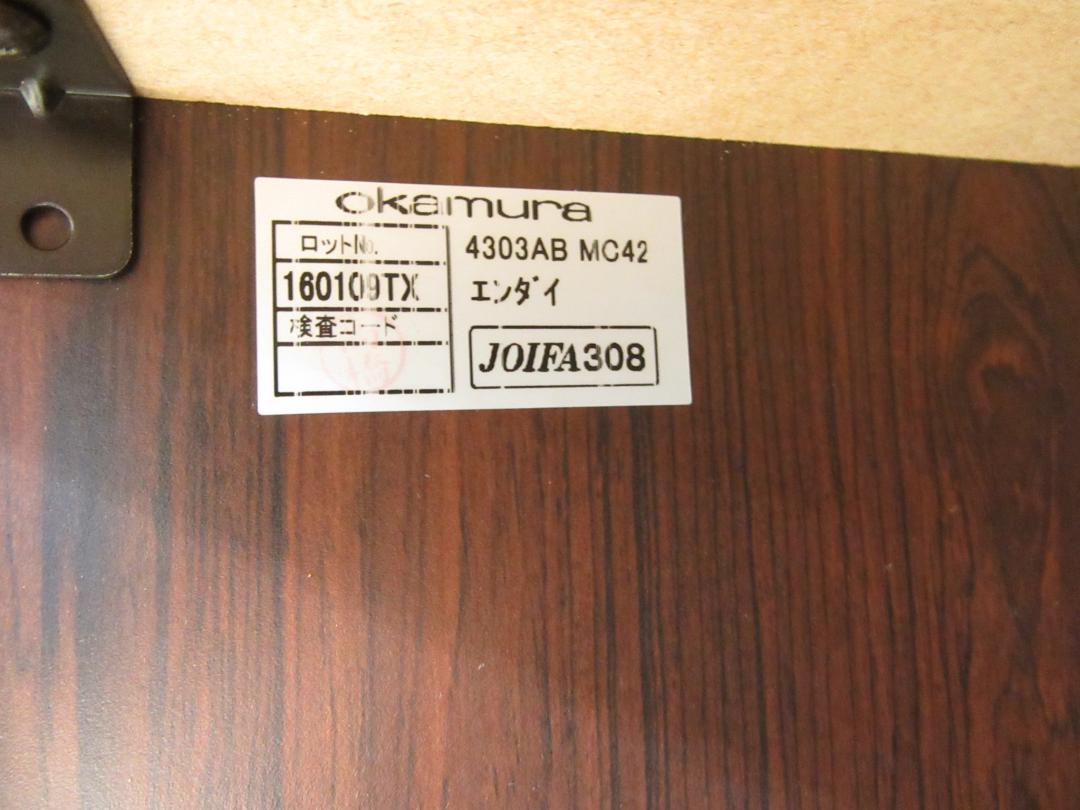 okamura
ロットNo.
160109TX
検査コード
4303AB MC42
エンダイ
JOIFA308